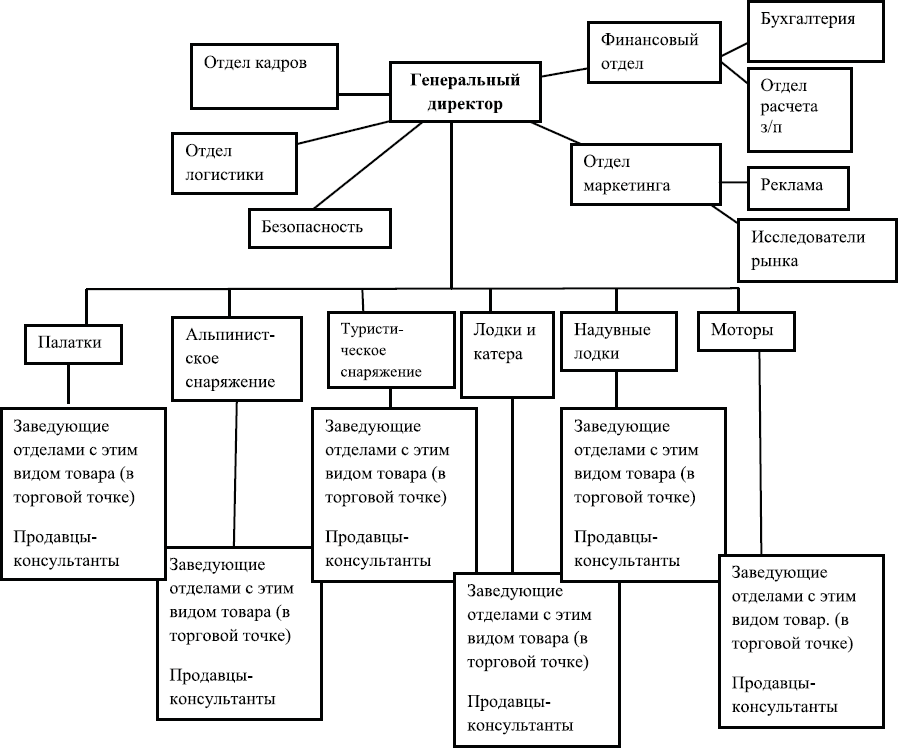 Бухгалтерия
Финансовый
отдел
Отдел кадров
Генеральный
директор
Отдел
расчета
з/п
Отдел
логистики
Отдел
маркетинга
Реклама
Безопасность
Исследователи
рынка
Палатки
Альпинист-
ское
снаряжение
Туристи-
ческое
снаряжение
Лодки и
катера
Надувные
лодки
Моторы
Заведующие
отделами с этим
видом товара (в
торговой точке)
Продавцы-
консультанты
Заведующие
отделами с этим
видом товара (в
торговой точке)
Продавцы-
консультанты
Заведующие
отделами с этим
видом товара (в
торговой точке)
Продавцы-
консультанты
Заведующие
отделами с этим
видом товара (в
торговой точке)
Продавцы-
консультанты
Заведующие
отделами с этим
видом товара (в
торговой точке)
Продавцы-
консультанты
Заведующие
отделами с этим
видом товар. (в
торговой точке)
Продавцы-
консультанты